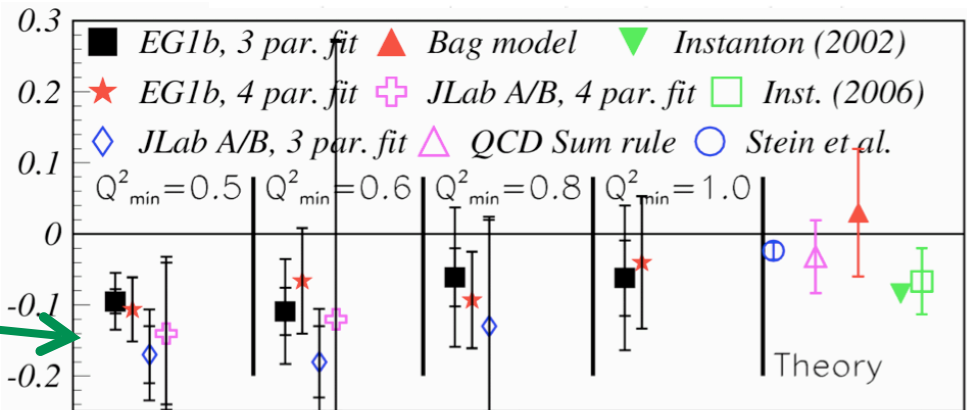 0.3
EG1b, 3 par. fit Bag model Instanton (2002)
0.2
EG1b, 4 par. fit JLab A/B, 4 par. fit Inst. (2006)
JLab A/B, 3 par. fit QCD Sum rule Stein et al.
0.1
Q²min=0.5 Q²min=0.6 Q²min=0.8 Q²min=1.0
0
-0.1
Theory
-0.2